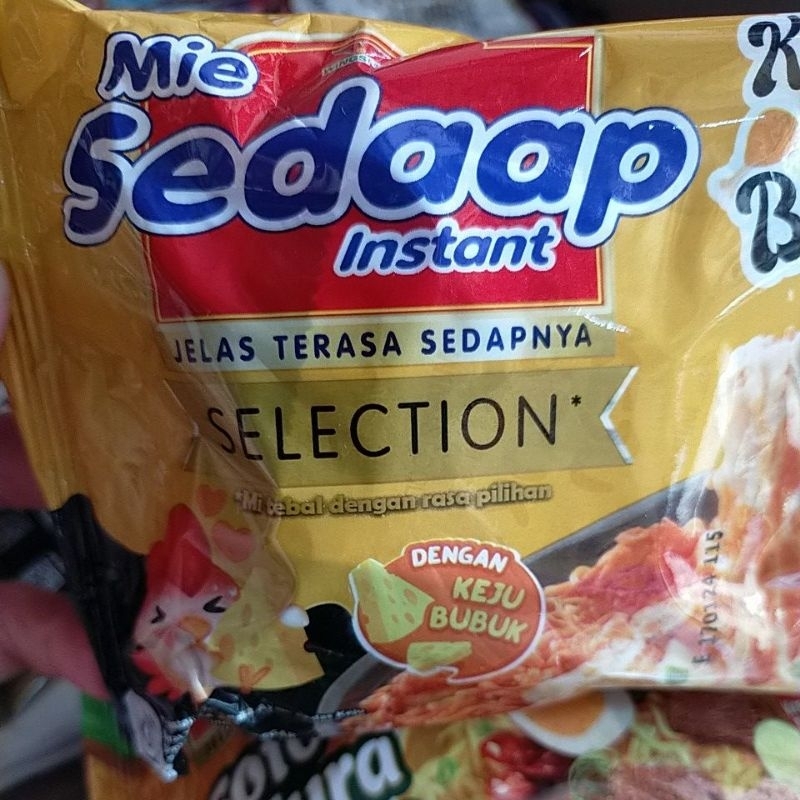 Mie
Sedaap
Instant
JELAS TERASA SEDAPNYA
SELECTION*
*Mi tebal dengan rasa pilihan
DENGAN
KEJU
BUBUK
K
B